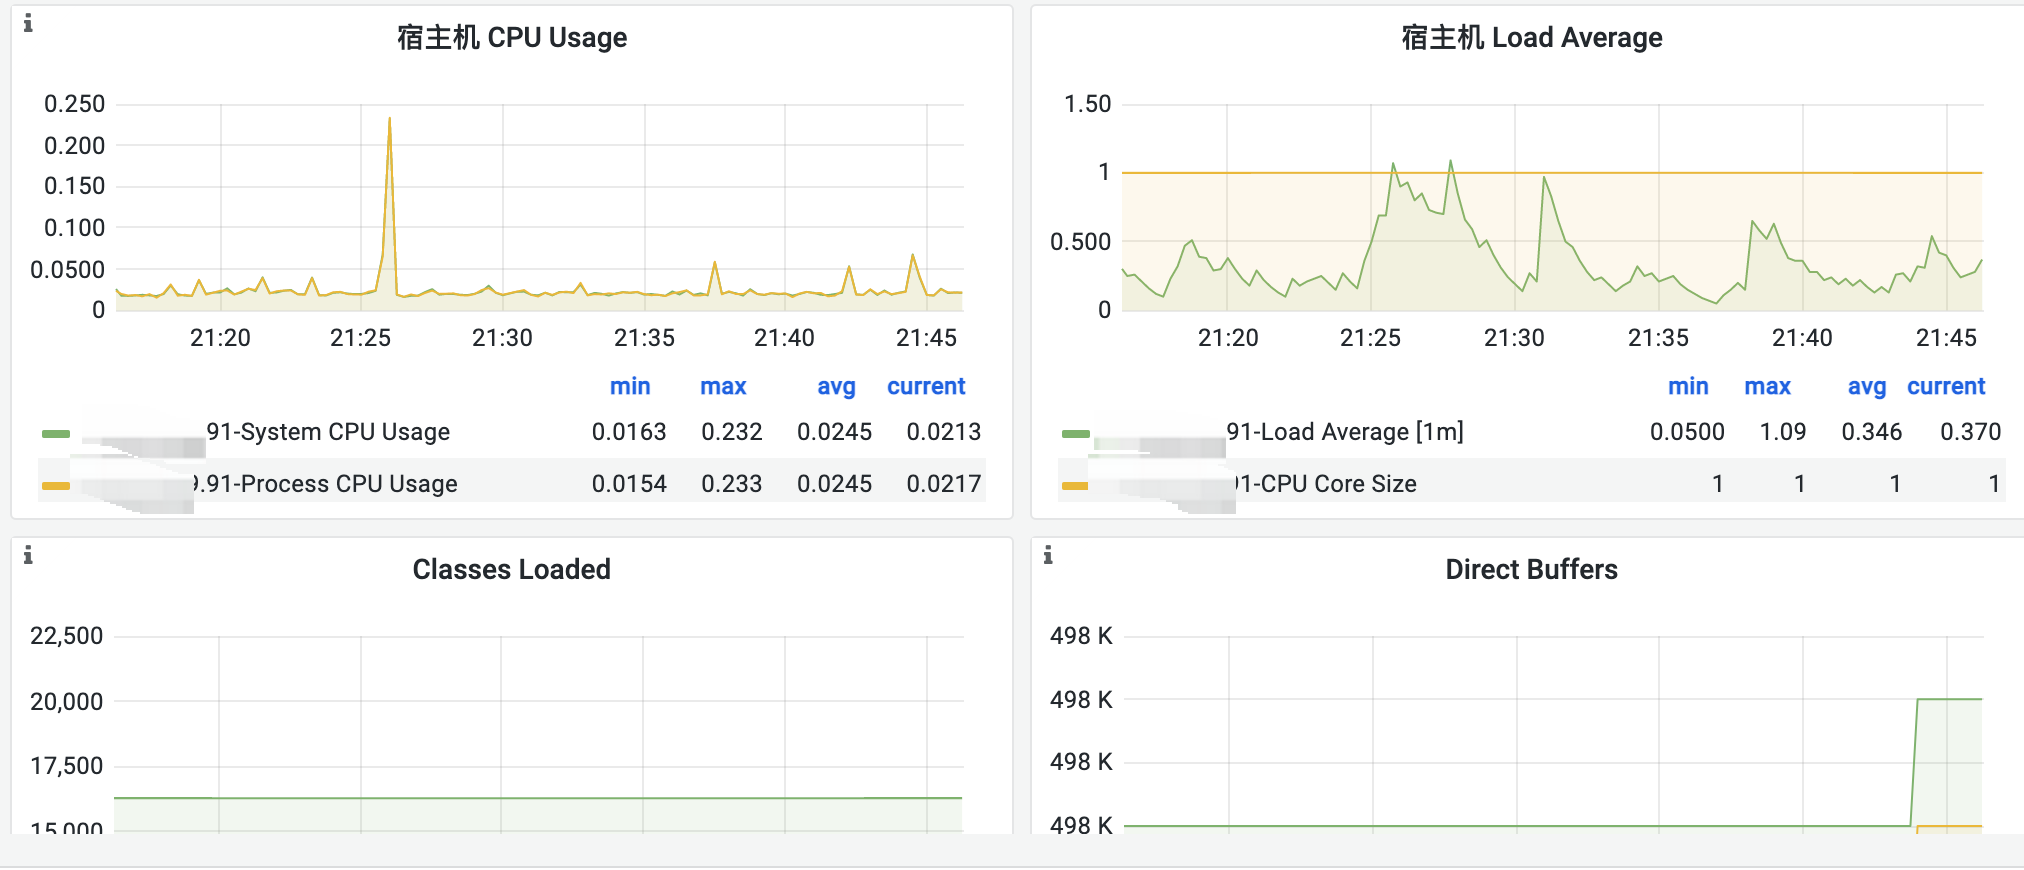 宿主机 CPU Usage
0.250
0.200
0.150
0.100
0.0500
0
21:20 21:25 21:30 21:35 21:40 21:45
min max avg current
91-System CPU Usage 0.0163 0.232 0.0245 0.0213
.91-Process CPU Usage 0.0154 0.233 0.0245 0.0217
宿主机 Load Average
1.50
1
0.500
0
21:20 21:25 21:30 21:35 21:40 21:45
min max avg current
91-Load Average [1m] 0.0500 1.09 0.346 0.370
91-CPU Core Size 1 1 1 1
Classes Loaded
22,500
20,000
17,500
15,000
Direct Buffers
498 K
498 K
498 K
498 K